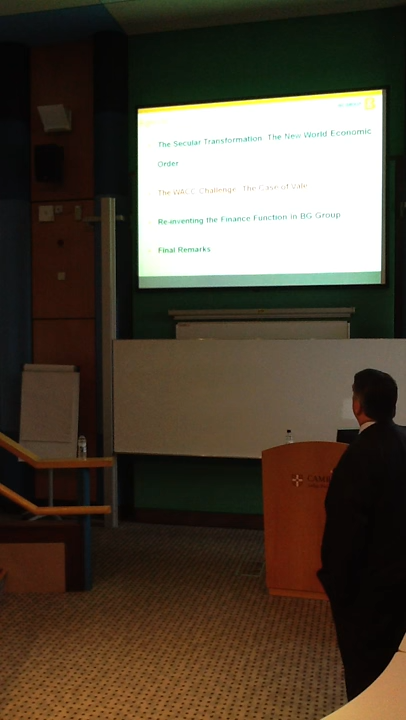 The Secular Transformation: The New World Economic
Order
The WACC Challenge: The Case of Vale
Re-inventing the Finance Function in BG Group
Final Remarks
CAMB